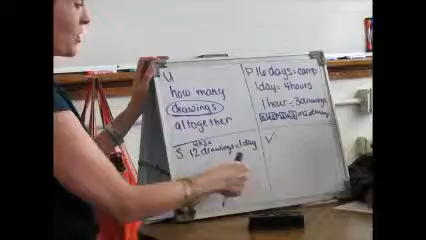 U
how many
drawings
altogether
P 16 days = camp
1 day = 4 hours
1 hour = 3 drawings
S 12 drawings = 1 day
✓